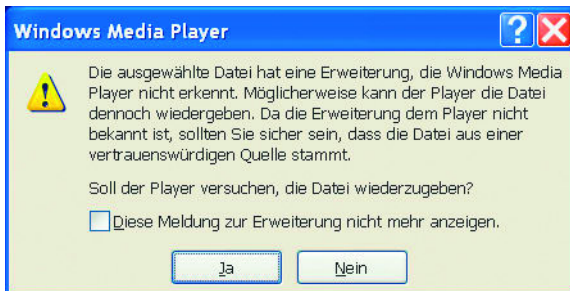 Windows Media Player
Die ausgewählte Datei hat eine Erweiterung, die Windows Media
Player nicht erkennt. Möglicherweise kann der Player die Datei
dennoch wiedergeben. Da die Erweiterung dem Player nicht
bekannt ist, sollten Sie sicher sein, dass die Datei aus einer
vertrauenswürdigen Quelle stammt.
Soll der Player versuchen, die Datei wiederzugeben?
Diese Meldung zur Erweiterung nicht mehr anzeigen.
Ja Nein